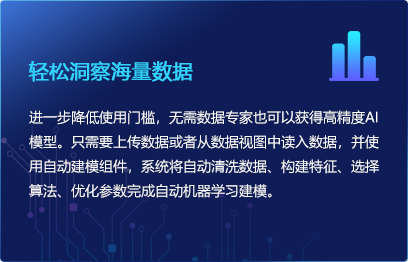 轻松洞察海量数据
进一步降低使用门槛，无需数据专家也可以获得高精度AI
模型。只需要上传数据或者从数据视图中读入数据，并使
用自动建模组件，系统将自动清洗数据、构建特征、选择
算法、优化参数完成自动机器学习建模。